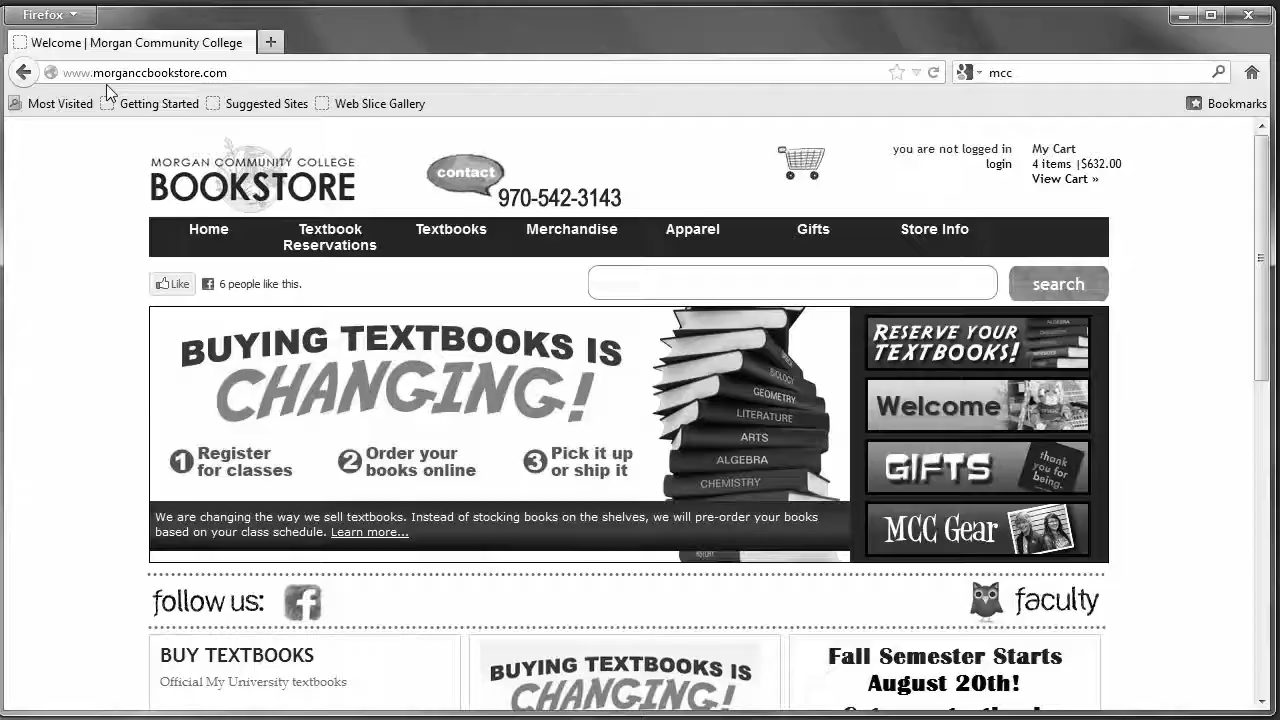 Firefox
Welcome | Morgan Community College
www.morganccbookstore.com
mcc
Most Visited
Getting Started
Suggested Sites
Web Slice Gallery
Bookmarks
MORGAN COMMUNITY COLLEGE
BOOKSTORE
contact
970-542-3143
you are not logged in
login
My Cart
4 items |$632.00
View Cart »
Home
Textbook Reservations
Textbooks
Merchandise
Apparel
Gifts
Store Info
Like
6 people like this.
search
BUYING TEXTBOOKS IS
CHANGING!
1 Register for classes
2 Order your books online
3 Pick it up or ship it
BIOLOGY
GEOMETRY
LITERATURE
ARTS
ALGEBRA
CHEMISTRY
We are changing the way we sell textbooks. Instead of stocking books on the shelves, we will pre-order your books
based on your class schedule. Learn more...
RESERVE YOUR
TEXTBOOKS!
Welcome
GIFTS
thank
you for
being.
MCC Gear
follow us:
faculty
BUY TEXTBOOKS
Official My University textbooks
BUYING TEXTBOOKS IS
CHANGING!
Fall Semester Starts
August 20th!